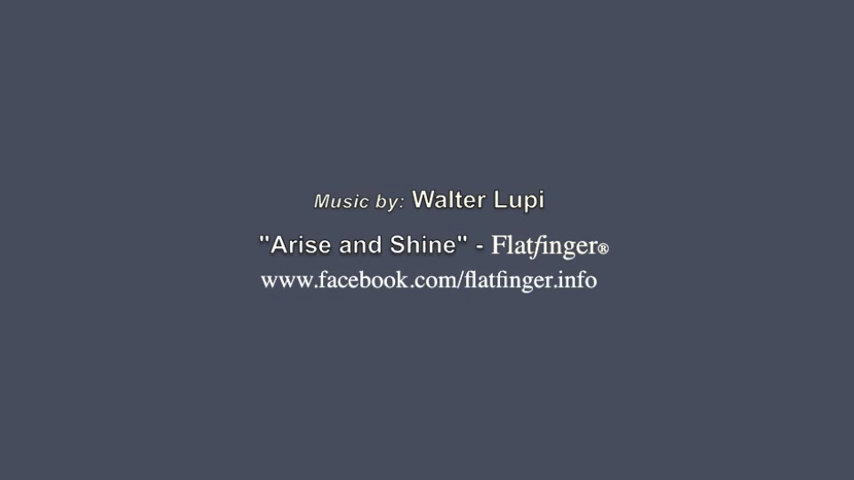 Music by: Walter Lupi
"Arise and Shine" - Flatfinger®
www.facebook.com/flatfinger.info